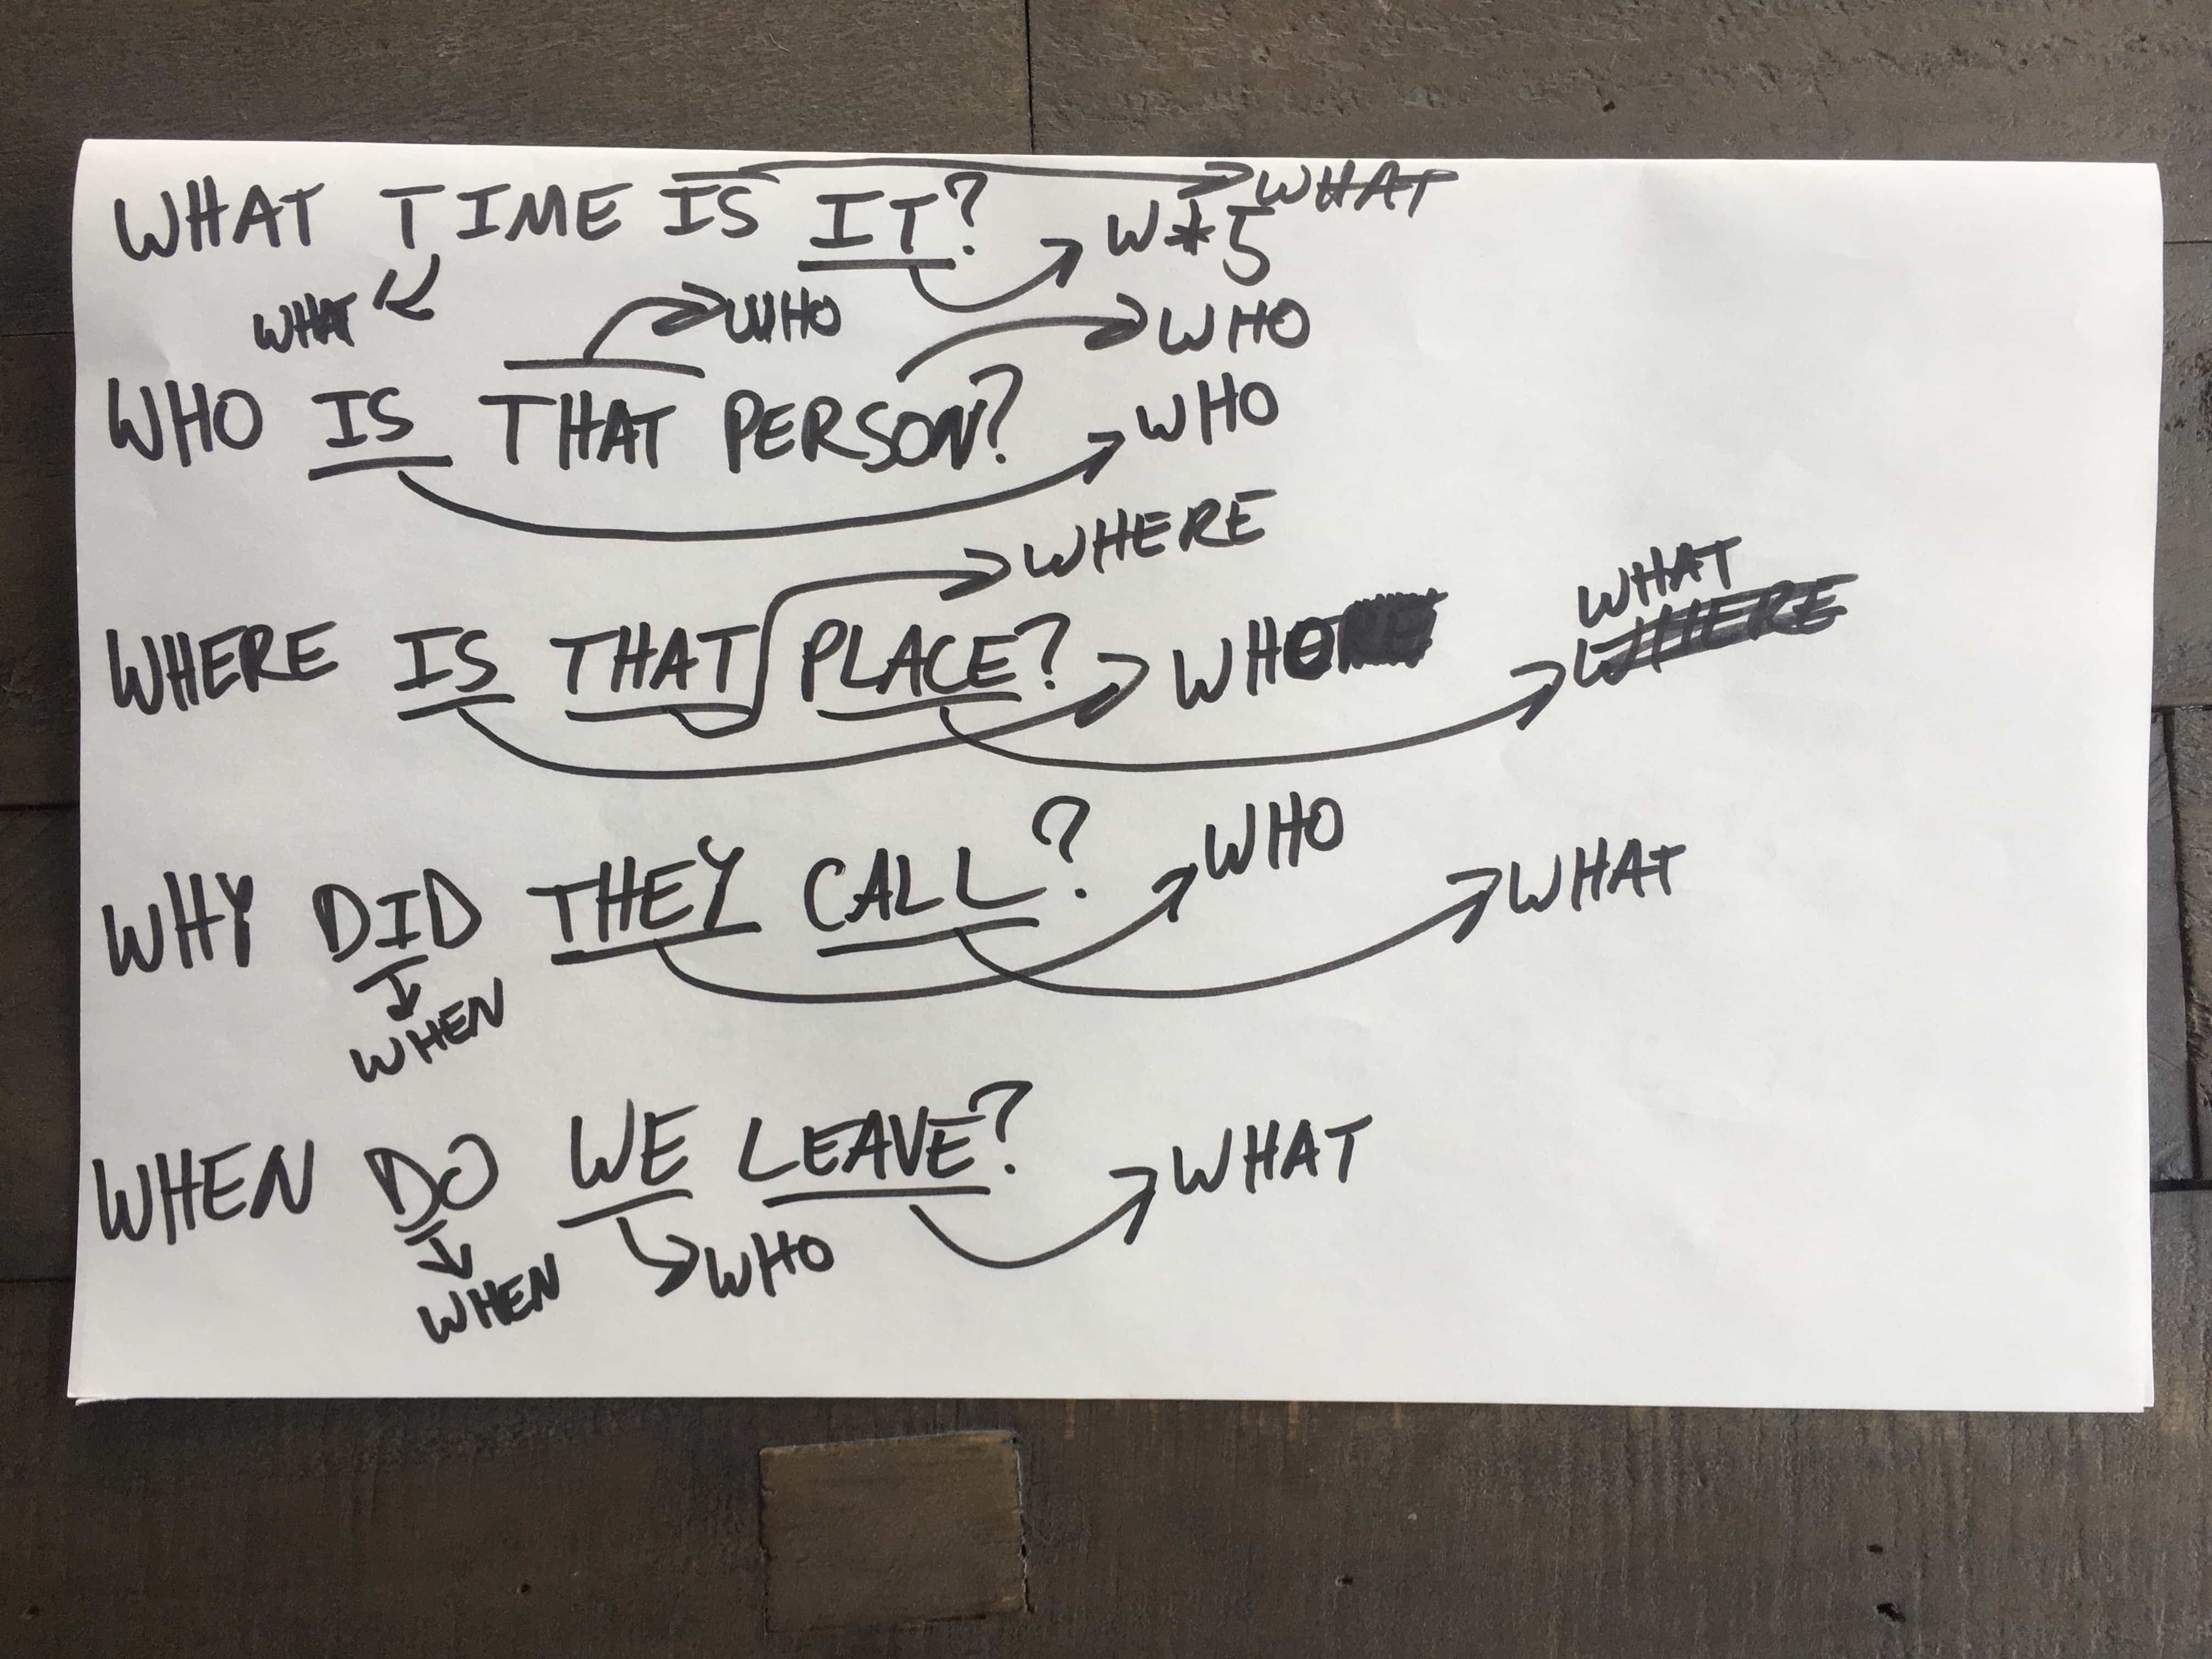 WHAT TIME IS IT? W*5 WHAT
WHAT WHO WHO
WHO IS THAT PERSON? WHO
WHERE
WHERE IS THAT PLACE? WHO WHAT
WHERE
WHY DID THEY CALL? WHO WHAT
WHEN
WHEN DO WE LEAVE? WHAT
WHEN WHO